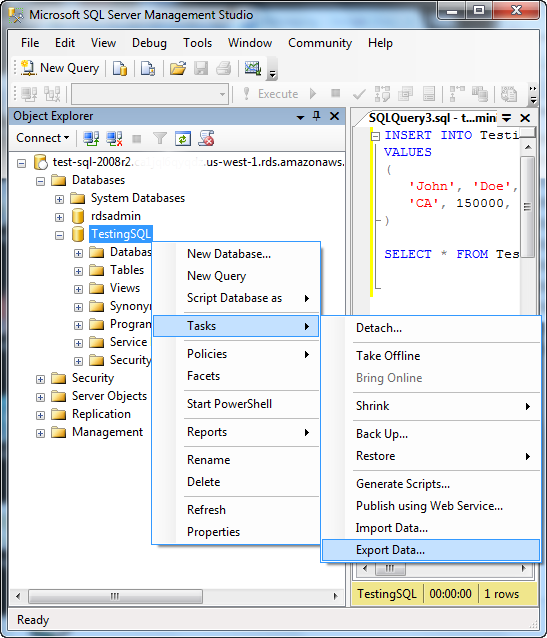 Microsoft SQL Server Management Studio
File Edit View Debug Tools Window Community Help
New Query
Execute
Object Explorer
Connect
test-sql-2008r2. us-west-1.rds.amazonaws.
Databases
System Databases
rdsadmin
TestingSQL
Databas
Tables
Views
Synonyn
Program
Service
Security
Security
Server Objects
Replication
Management
New Database...
New Query
Script Database as
Tasks
Policies
Facets
Start PowerShell
Reports
Rename
Delete
Refresh
Properties
Detach...
Take Offline
Bring Online
Shrink
Back Up...
Restore
Generate Scripts...
Publish using Web Service...
Import Data...
Export Data...
SQLQuery3.sql - t...mini
INSERT INTO Testi
VALUES
(
'John', 'Doe',
'CA', 150000,
)
SELECT * FROM Tes
TestingSQL 00:00:00 1 rows
Ready